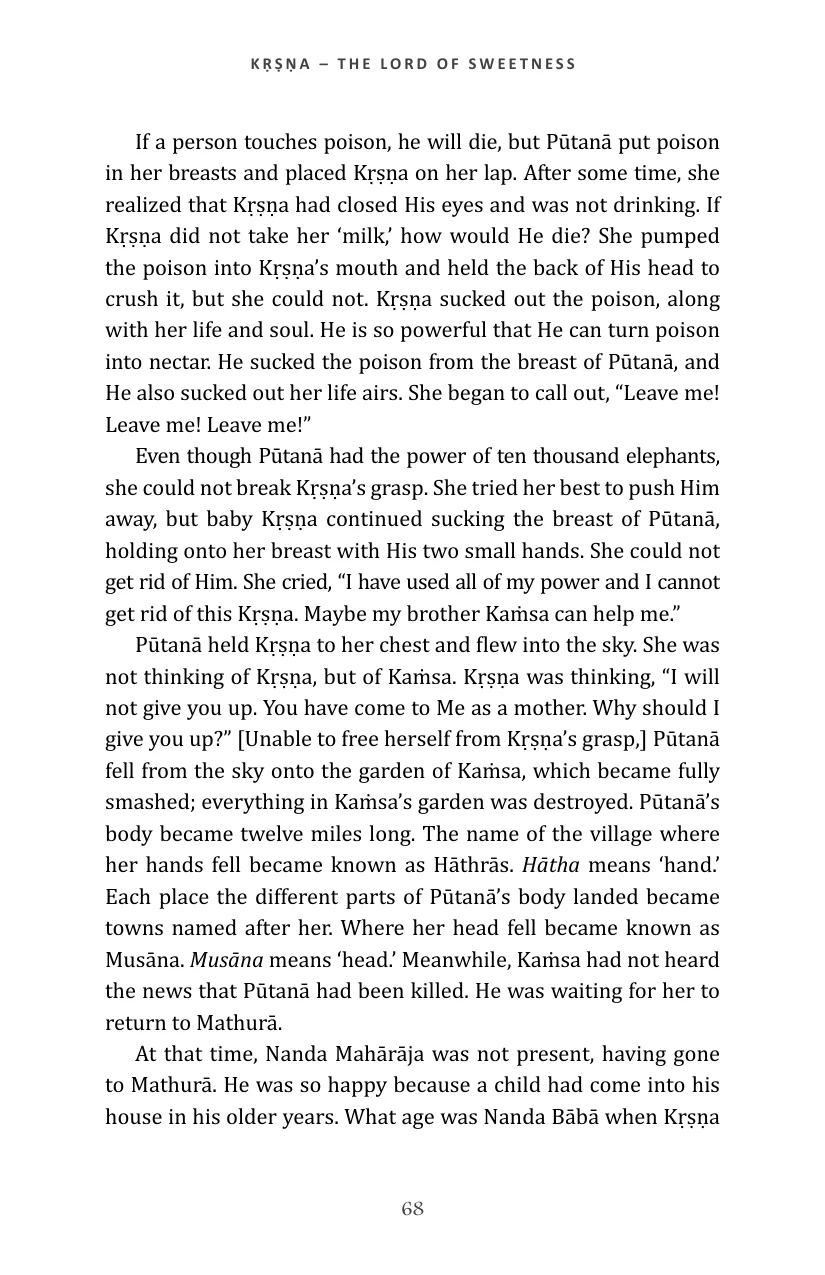 KṚṢṆA – THE LORD OF SWEETNESS
If a person touches poison, he will die, but Pūtanā put poison
in her breasts and placed Kṛṣṇa on her lap. After some time, she
realized that Kṛṣṇa had closed His eyes and was not drinking. If
Kṛṣṇa did not take her ‘milk,’ how would He die? She pumped
the poison into Kṛṣṇa’s mouth and held the back of His head to
crush it, but she could not. Kṛṣṇa sucked out the poison, along
with her life and soul. He is so powerful that He can turn poison
into nectar. He sucked the poison from the breast of Pūtanā, and
He also sucked out her life airs. She began to call out, “Leave me!
Leave me! Leave me!”
Even though Pūtanā had the power of ten thousand elephants,
she could not break Kṛṣṇa’s grasp. She tried her best to push Him
away, but baby Kṛṣṇa continued sucking the breast of Pūtanā,
holding onto her breast with His two small hands. She could not
get rid of Him. She cried, “I have used all of my power and I cannot
get rid of this Kṛṣṇa. Maybe my brother Kaṁsa can help me.”
Pūtanā held Kṛṣṇa to her chest and flew into the sky. She was
not thinking of Kṛṣṇa, but of Kaṁsa. Kṛṣṇa was thinking, “I will
not give you up. You have come to Me as a mother. Why should I
give you up?” [Unable to free herself from Kṛṣṇa’s grasp,] Pūtanā
fell from the sky onto the garden of Kaṁsa, which became fully
smashed; everything in Kaṁsa’s garden was destroyed. Pūtanā’s
body became twelve miles long. The name of the village where
her hands fell became known as Hāthrās. Hātha means ‘hand.’
Each place the different parts of Pūtanā’s body landed became
towns named after her. Where her head fell became known as
Musāna. Musāna means ‘head.’ Meanwhile, Kaṁsa had not heard
the news that Pūtanā had been killed. He was waiting for her to
return to Mathurā.
At that time, Nanda Mahārāja was not present, having gone
to Mathurā. He was so happy because a child had come into his
house in his older years. What age was Nanda Bābā when Kṛṣṇa
68